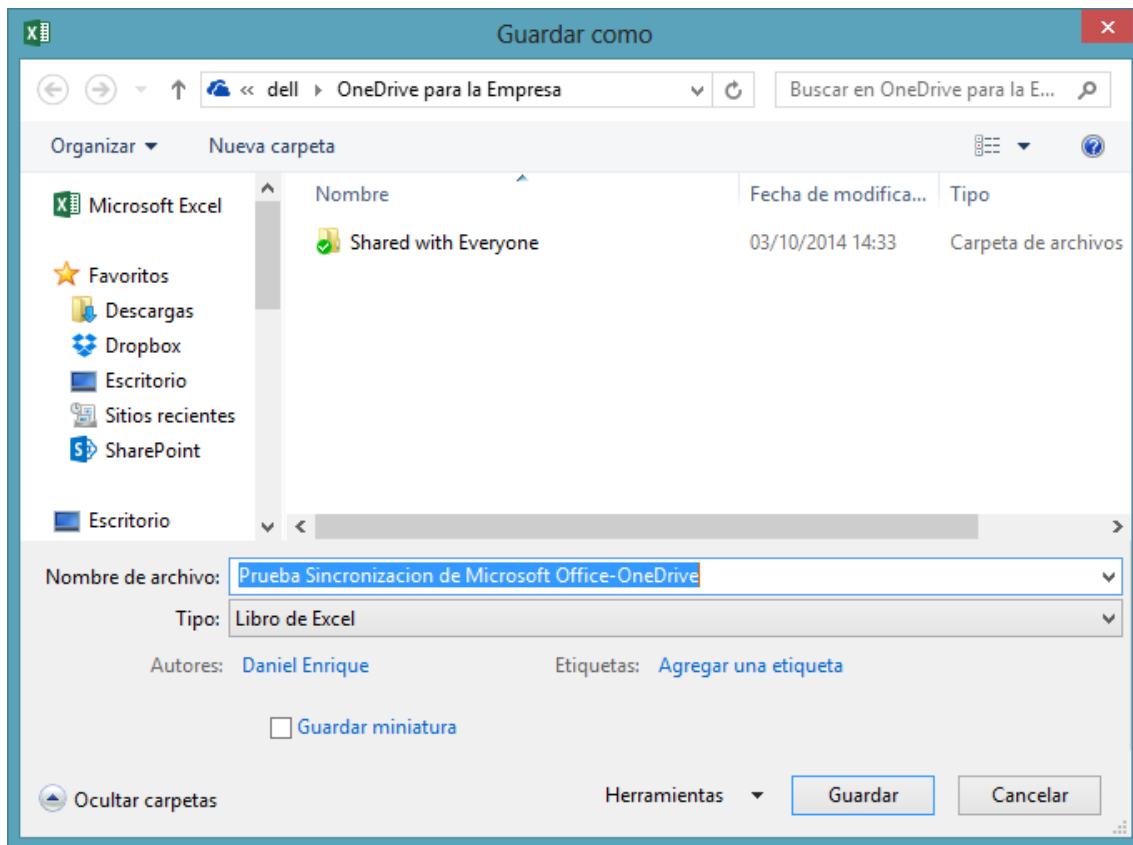 Guardar como
« dell OneDrive para la Empresa
Buscar en OneDrive para la E...
Organizar Nueva carpeta
Microsoft Excel
Favoritos
Descargas
Dropbox
Escritorio
Sitios recientes
SharePoint
Escritorio
Nombre Fecha de modifica... Tipo
Shared with Everyone 03/10/2014 14:33 Carpeta de archivos
Nombre de archivo: Prueba Sincronizacion de Microsoft Office-OneDrive
Tipo: Libro de Excel
Autores: Daniel Enrique Etiquetas: Agregar una etiqueta
Guardar miniatura
Ocultar carpetas Herramientas Guardar Cancelar